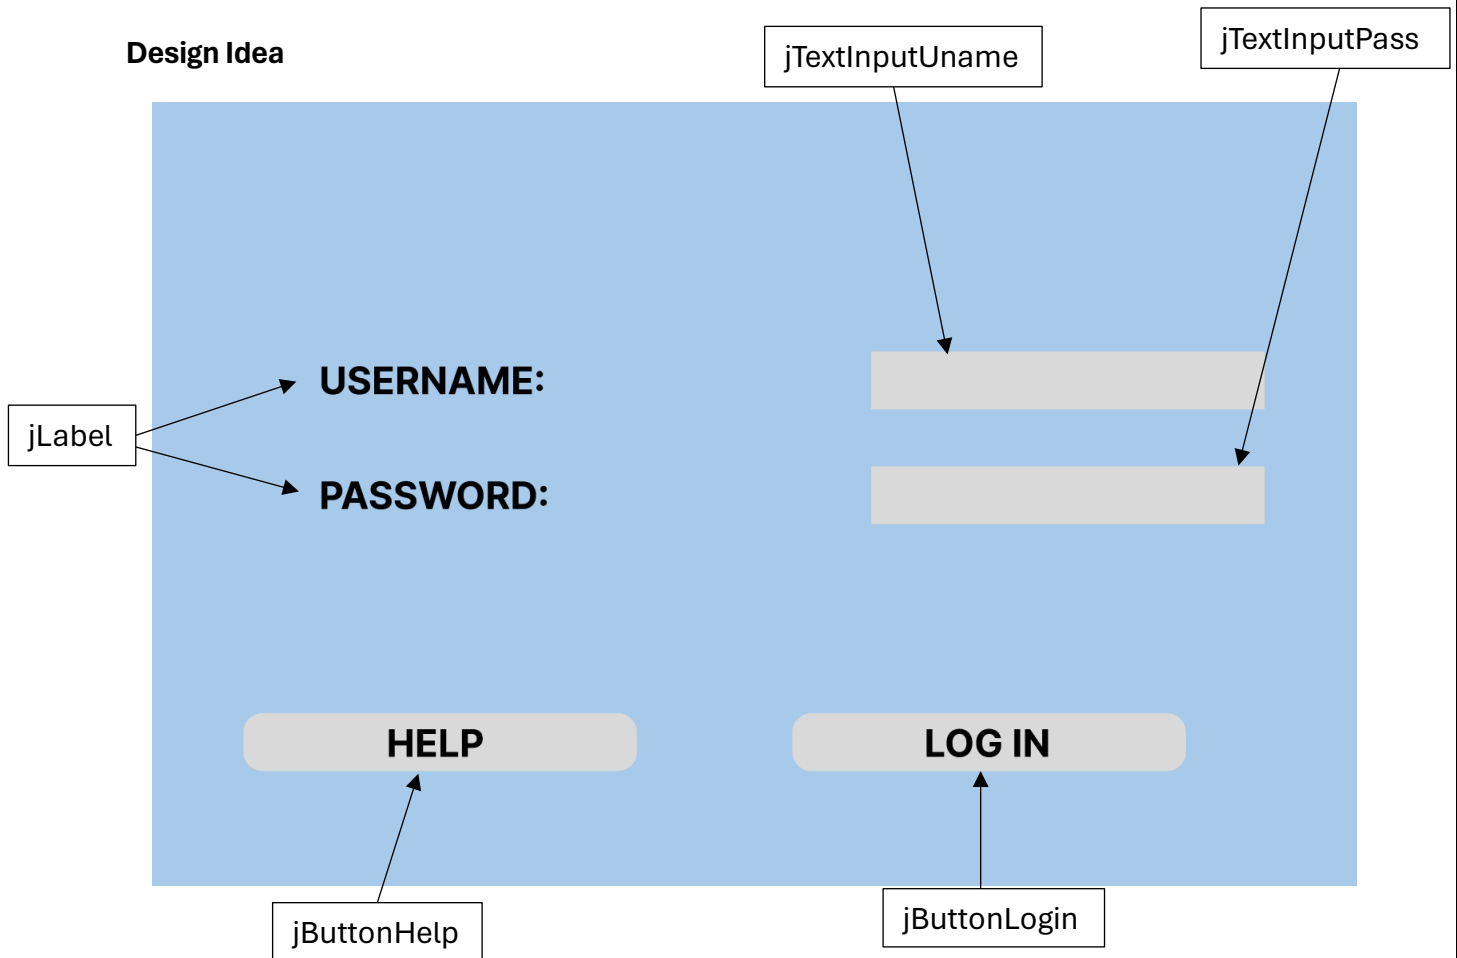 Design Idea
jTextInputUname
jTextInputPass
USERNAME:
jLabel
PASSWORD:
HELP
LOG IN
jButtonHelp
jButtonLogin